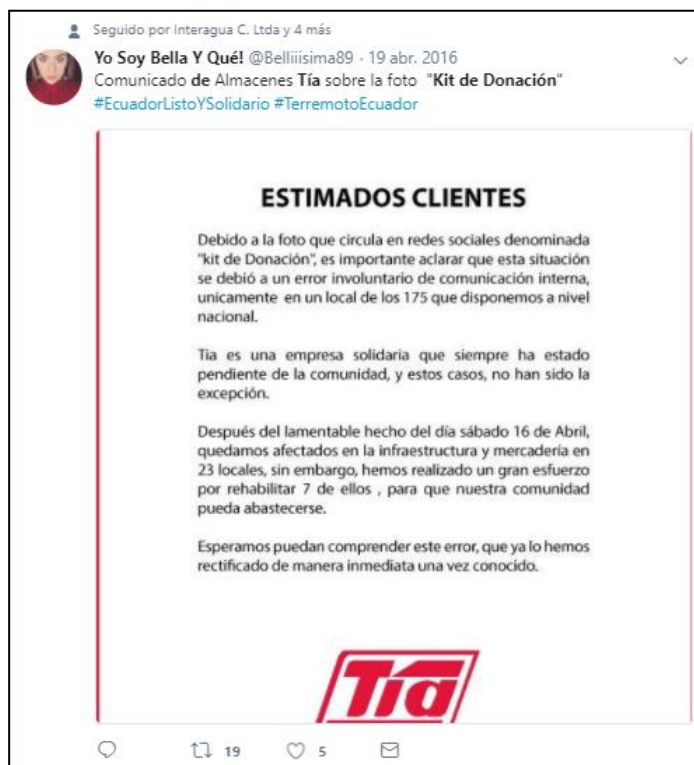 Seguido por Interagua C. Ltda y 4 más
Yo Soy Bella Y Qué! @Belliiisima89 · 19 abr. 2016
Comunicado de Almacenes Tía sobre la foto "Kit de Donación"
#EcuadorListoYSolidario #TerremotoEcuador
ESTIMADOS CLIENTES
Debido a la foto que circula en redes sociales denominada
"kit de Donación", es importante aclarar que esta situación
se debió a un error involuntario de comunicación interna,
unicamente en un local de los 175 que disponemos a nivel
nacional.
Tia es una empresa solidaria que siempre ha estado
pendiente de la comunidad, y estos casos, no han sido la
excepción.
Después del lamentable hecho del día sábado 16 de Abril,
quedamos afectados en la infraestructura y mercadería en
23 locales, sin embargo, hemos realizado un gran esfuerzo
por rehabilitar 7 de ellos , para que nuestra comunidad
pueda abastecerse.
Esperamos puedan comprender este error, que ya lo hemos
rectificado de manera inmediata una vez conocido.
Tía
19 5